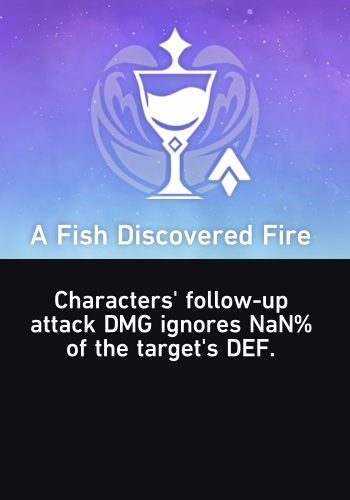 A Fish Discovered Fire
Characters' follow-up
attack DMG ignores NaN%
of the target's DEF.